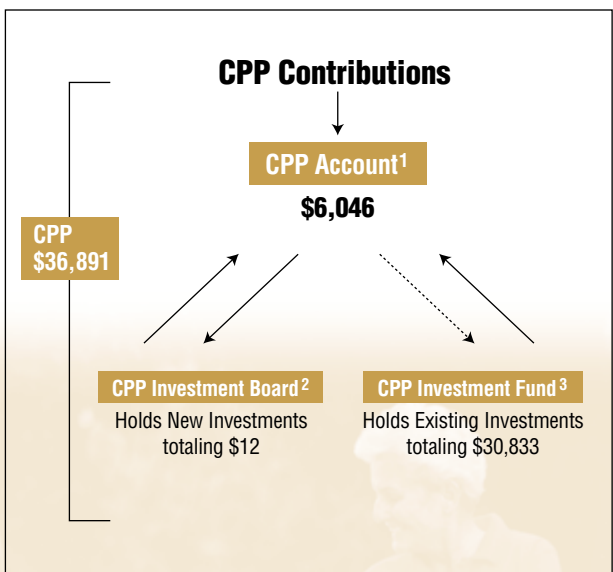 CPP Contributions
CPP Account¹
$6,046
CPP
$36,891
CPP Investment Board²
Holds New Investments
totaling $12
CPP Investment Fund³
Holds Existing Investments
totaling $30,833